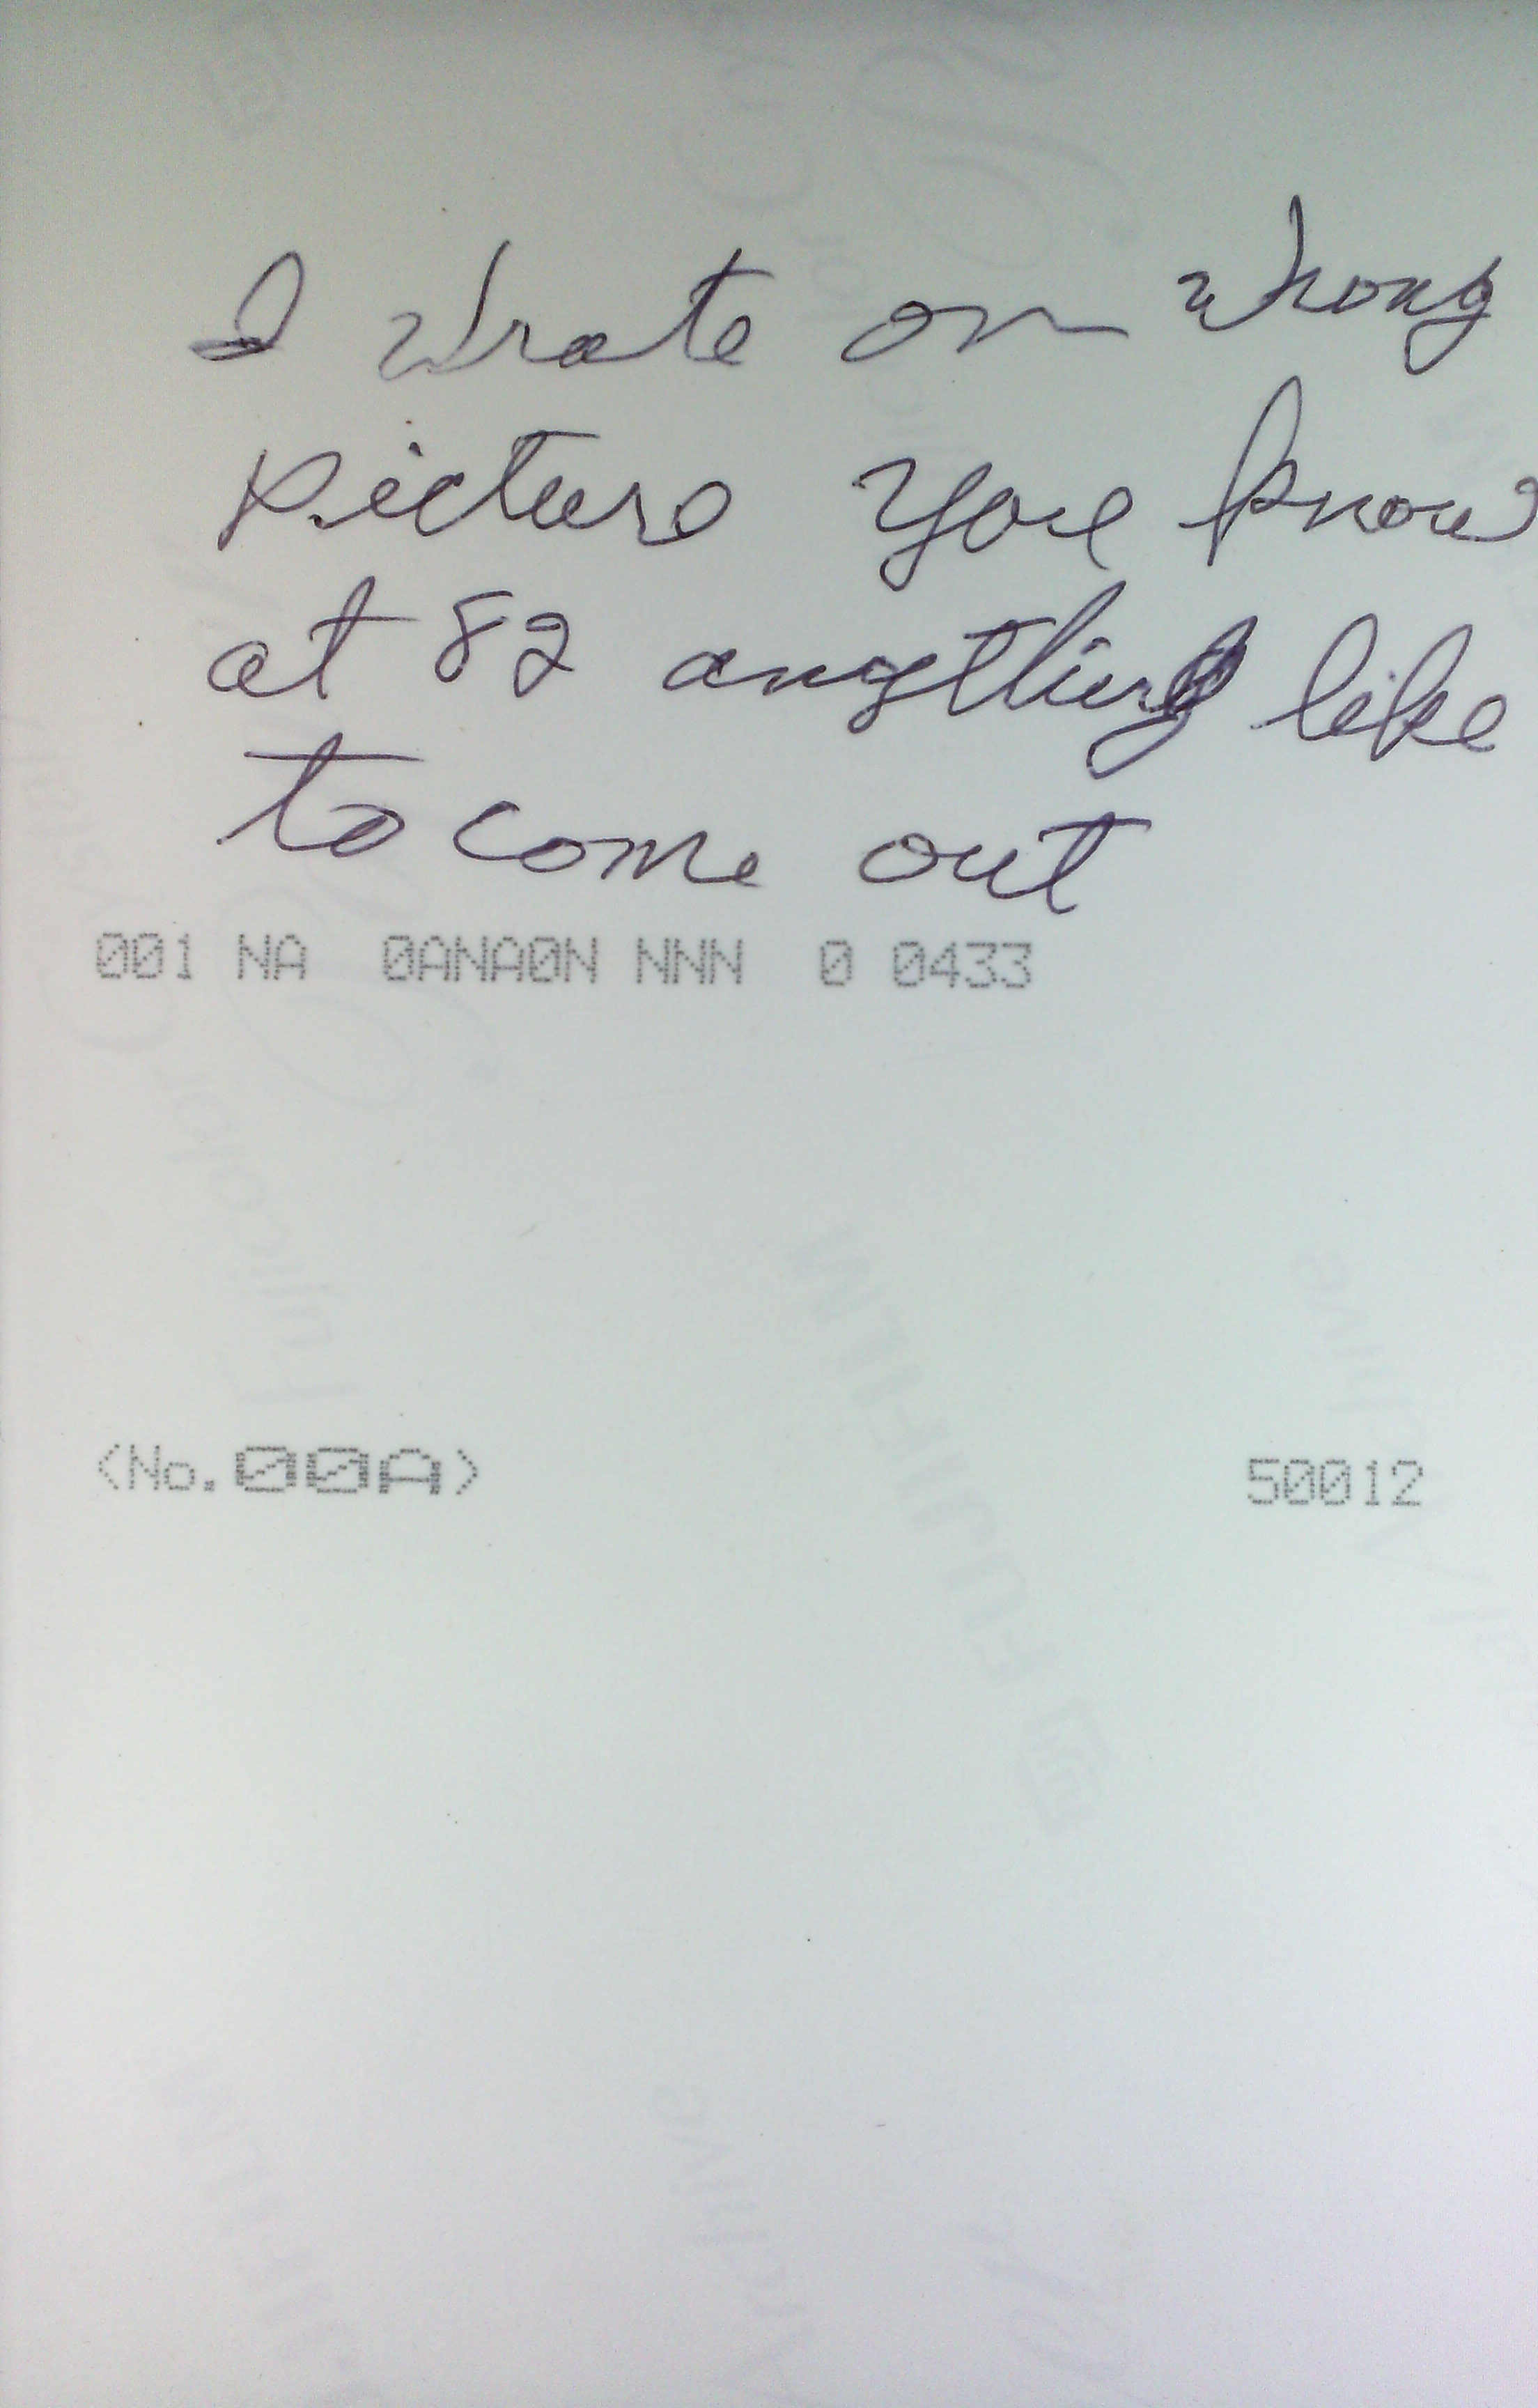 I wrote on wrong
picture you know
at 82 anything like
to come out
001 NA 0ANA0N NNN 0 0433
<No.00A> 50012
FUJIFILM